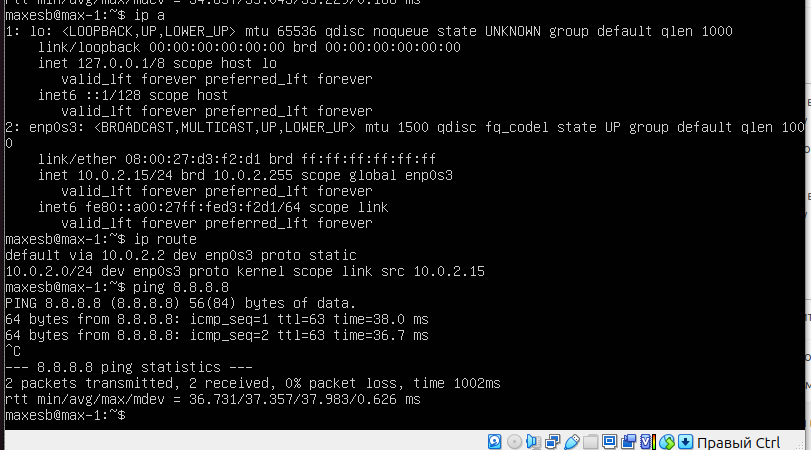 rtt min/avg/max/mdev = 34.831/35.043/35.229/0.168 ms
maxesb@max-1:~$ ip a
1: lo: <LOOPBACK,UP,LOWER_UP> mtu 65536 qdisc noqueue state UNKNOWN group default qlen 1000
    link/loopback 00:00:00:00:00:00 brd 00:00:00:00:00:00
    inet 127.0.0.1/8 scope host lo
       valid_lft forever preferred_lft forever
    inet6 ::1/128 scope host
       valid_lft forever preferred_lft forever
2: enp0s3: <BROADCAST,MULTICAST,UP,LOWER_UP> mtu 1500 qdisc fq_codel state UP group default qlen 100
0
    link/ether 08:00:27:d3:f2:d1 brd ff:ff:ff:ff:ff:ff
    inet 10.0.2.15/24 brd 10.0.2.255 scope global enp0s3
       valid_lft forever preferred_lft forever
    inet6 fe80::a00:27ff:fed3:f2d1/64 scope link
       valid_lft forever preferred_lft forever
maxesb@max-1:~$ ip route
default via 10.0.2.2 dev enp0s3 proto static
10.0.2.0/24 dev enp0s3 proto kernel scope link src 10.0.2.15
maxesb@max-1:~$ ping 8.8.8.8
PING 8.8.8.8 (8.8.8.8) 56(84) bytes of data.
64 bytes from 8.8.8.8: icmp_seq=1 ttl=63 time=38.0 ms
64 bytes from 8.8.8.8: icmp_seq=2 ttl=63 time=36.7 ms
^C
--- 8.8.8.8 ping statistics ---
2 packets transmitted, 2 received, 0% packet loss, time 1002ms
rtt min/avg/max/mdev = 36.731/37.357/37.983/0.626 ms
maxesb@max-1:~$
Правый Ctrl